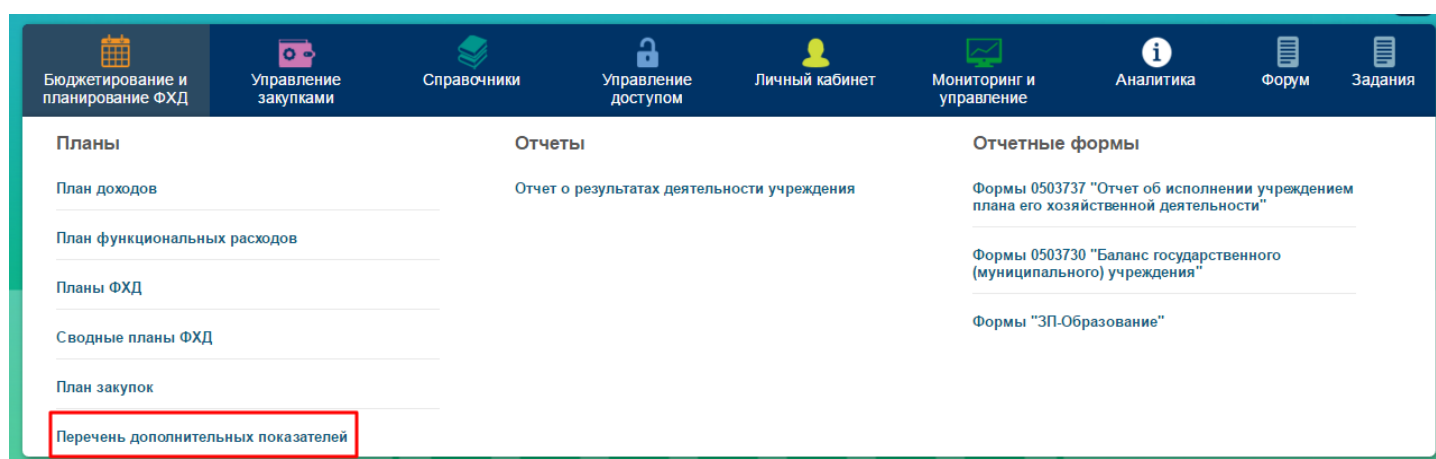 Бюджетирование и
планирование ФХД
Управление
закупками
Справочники
Управление
доступом
Личный кабинет
Мониторинг и
управление
Аналитика
Форум
Задания
Планы
План доходов
План функциональных расходов
Планы ФХД
Сводные планы ФХД
План закупок
Перечень дополнительных показателей
Отчеты
Отчет о результатах деятельности учреждения
Отчетные формы
Формы 0503737 "Отчет об исполнении учреждением
плана его хозяйственной деятельности"
Формы 0503730 "Баланс государственного
(муниципального) учреждения"
Формы "ЗП-Образование"